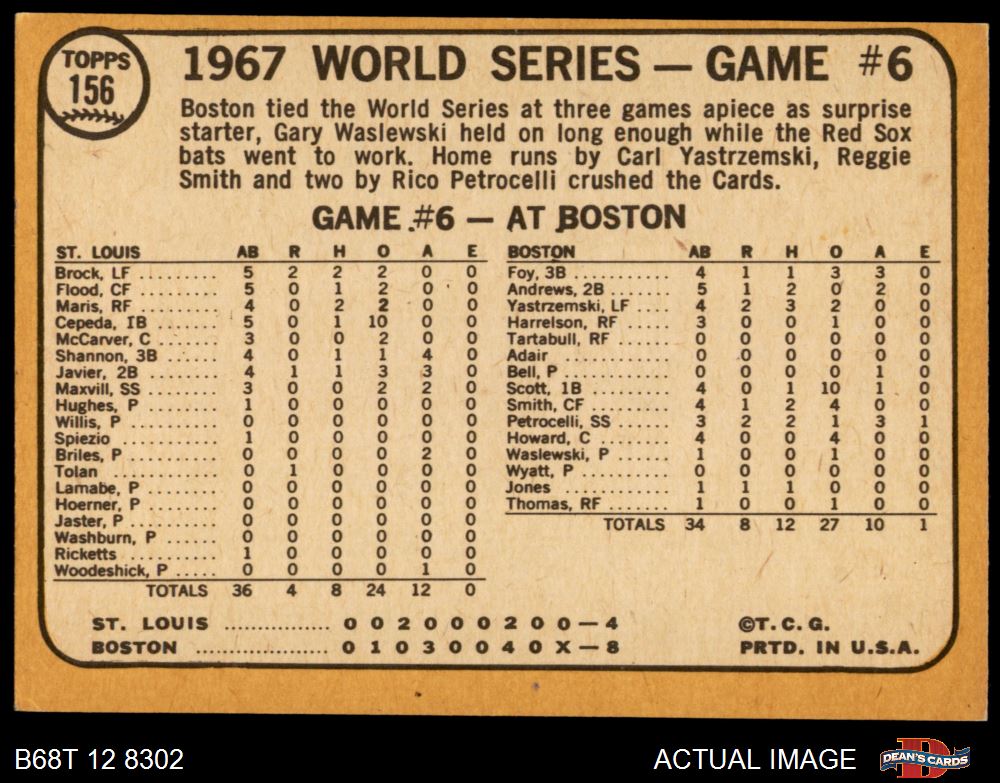 TOPPS
156
1967 WORLD SERIES — GAME #6
Boston tied the World Series at three games apiece as surprise
starter, Gary Waslewski held on long enough while the Red Sox
bats went to work. Home runs by Carl Yastrzemski, Reggie
Smith and two by Rico Petrocelli crushed the Cards.
GAME #6 — AT BOSTON
ST. LOUIS AB R H O A E
Brock, LF ......... 5 2 2 2 0 0
Flood, CF ......... 5 0 1 2 0 0
Maris, RF ......... 4 0 2 2 0 0
Cepeda, IB ........ 5 0 1 10 0 0
McCarver, C ....... 3 0 0 2 0 0
Shannon, 3B ....... 4 0 1 1 4 0
Javier, 2B ........ 4 1 1 3 3 0
Maxvill, SS ....... 3 0 0 2 2 0
Hughes, P ......... 1 0 0 0 0 0
Willis, P ......... 0 0 0 0 0 0
Spiezio ........... 1 0 0 0 0 0
Briles, P ......... 0 0 0 0 2 0
Tolan ............. 0 1 0 0 0 0
Lamabe, P ......... 0 0 0 0 0 0
Hoerner, P ........ 0 0 0 0 0 0
Jaster, P ......... 0 0 0 0 0 0
Washburn, P ....... 0 0 0 0 0 0
Ricketts .......... 1 0 0 0 0 0
Woodeshick, P ..... 0 0 0 0 1 0
TOTALS 36 4 8 24 12 0
BOSTON AB R H O A E
Foy, 3B ........... 4 1 1 3 3 0
Andrews, 2B ....... 5 1 2 0 2 0
Yastrzemski, LF ... 4 2 3 2 0 0
Harrelson, RF ..... 3 0 0 1 0 0
Tartabull, RF ..... 0 0 0 0 0 0
Adair ............. 0 0 0 0 0 0
Bell, P ........... 0 0 0 0 1 0
Scott, 1B ......... 4 0 1 10 1 0
Smith, CF ......... 4 1 2 4 0 0
Petrocelli, SS .... 3 2 2 1 3 1
Howard, C ......... 4 0 0 4 0 0
Waslewski, P ...... 1 0 0 1 0 0
Wyatt, P .......... 0 0 0 0 0 0
Jones ............. 1 1 1 0 0 0
Thomas, RF ........ 1 0 0 1 0 0
TOTALS 34 8 12 27 10 1
ST. LOUIS ................ 0 0 2 0 0 0 2 0 0 — 4
BOSTON .................... 0 1 0 3 0 0 4 0 X — 8
©T. C. G.
PRTD. IN U.S.A.
B68T 12 8302
ACTUAL IMAGE
D
DEAN'S CARDS